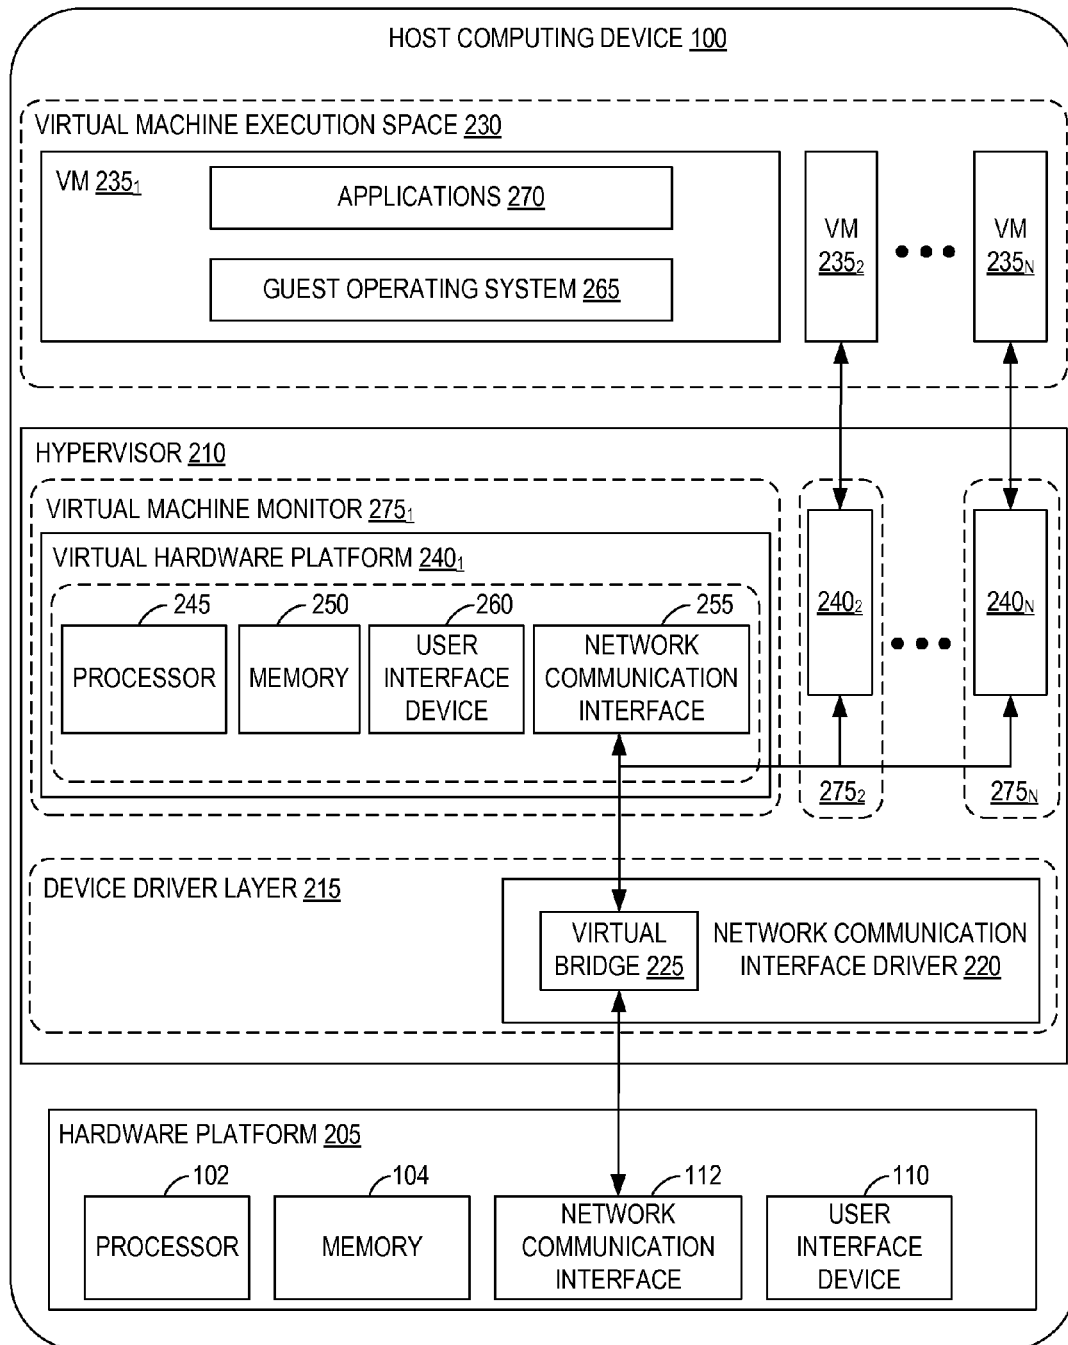 HOST COMPUTING DEVICE 100
VIRTUAL MACHINE EXECUTION SPACE 230
VM 235₁
APPLICATIONS 270
GUEST OPERATING SYSTEM 265
VM
235₂
VM
235N
HYPERVISOR 210
VIRTUAL MACHINE MONITOR 275₁
VIRTUAL HARDWARE PLATFORM 240₁
245
250
260
255
PROCESSOR
MEMORY
USER
INTERFACE
DEVICE
NETWORK
COMMUNICATION
INTERFACE
240₂
240N
275₂
275N
DEVICE DRIVER LAYER 215
VIRTUAL
BRIDGE 225
NETWORK COMMUNICATION
INTERFACE DRIVER 220
HARDWARE PLATFORM 205
102
104
112
110
PROCESSOR
MEMORY
NETWORK
COMMUNICATION
INTERFACE
USER
INTERFACE
DEVICE